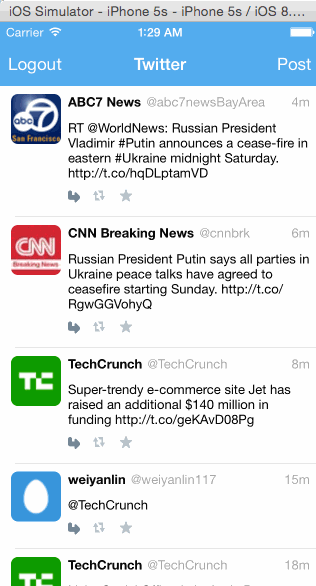 iOS Simulator - iPhone 5s - iPhone 5s / iOS 8....
Carrier 1:29 AM
Logout Twitter Post
abc 7
San Francisco
ABC7 News @abc7newsBayArea 4m
RT @WorldNews: Russian President
Vladimir #Putin announces a cease-fire in
eastern #Ukraine midnight Saturday.
http://t.co/hqDLptamVD
CNN
Breaking News
CNN Breaking News @cnnbrk 6m
Russian President Putin says all parties in
Ukraine peace talks have agreed to
ceasefire starting Sunday. http://t.co/
RgwGGVohyQ
TC
TechCrunch @TechCrunch 8m
Super-trendy e-commerce site Jet has
raised an additional $140 million in
funding http://t.co/geKAvD08Pg
weiyanlin @weiyanlin117 15m
@TechCrunch
TechCrunch @TechCrunch 18m